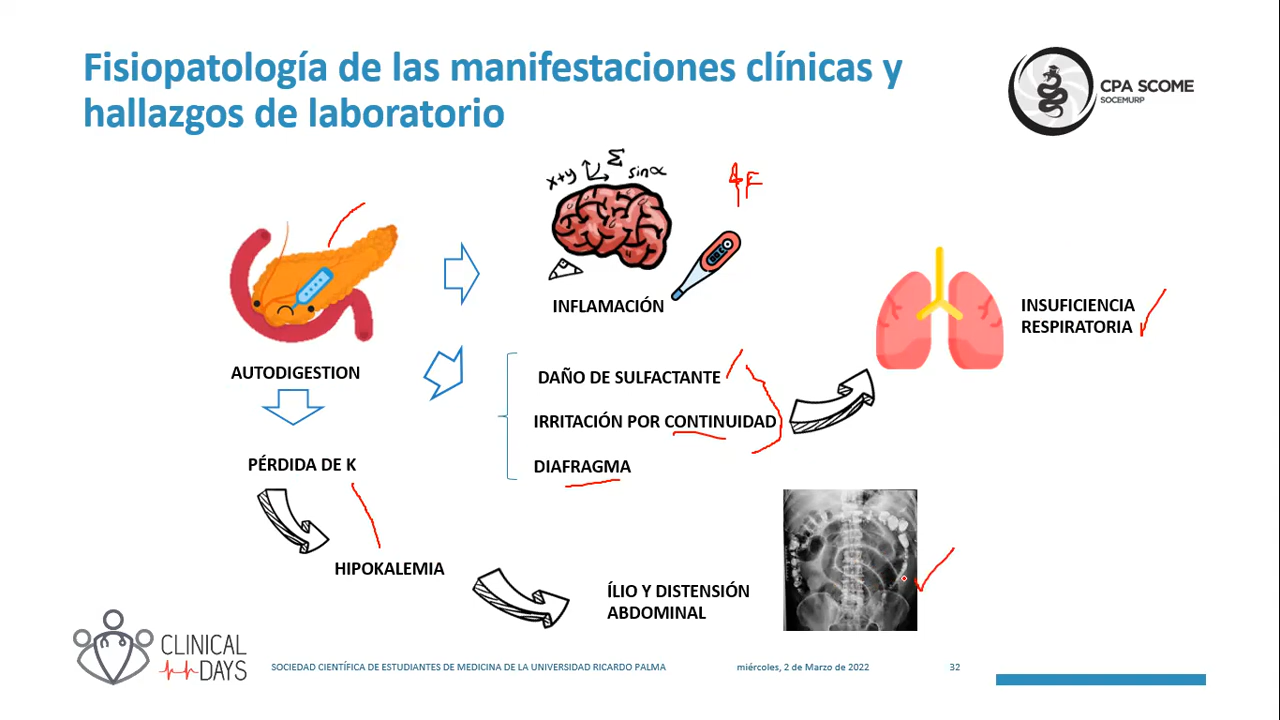 Fisiopatología de las manifestaciones clínicas y
hallazgos de laboratorio
CPA SCOME
SOCEMURP
x+y Σ sinα
INFLAMACIÓN
AUTODIGESTION
INSUFICIENCIA
RESPIRATORIA
DAÑO DE SULFACTANTE
IRRITACIÓN POR CONTINUIDAD
DIAFRAGMA
PÉRDIDA DE K
HIPOKALEMIA
ÍLIO Y DISTENSIÓN
ABDOMINAL
CLINICAL
DAYS
SOCIEDAD CIENTÍFICA DE ESTUDIANTES DE MEDICINA DE LA UNIVERSIDAD RICARDO PALMA
miércoles, 2 de Marzo de 2022
32